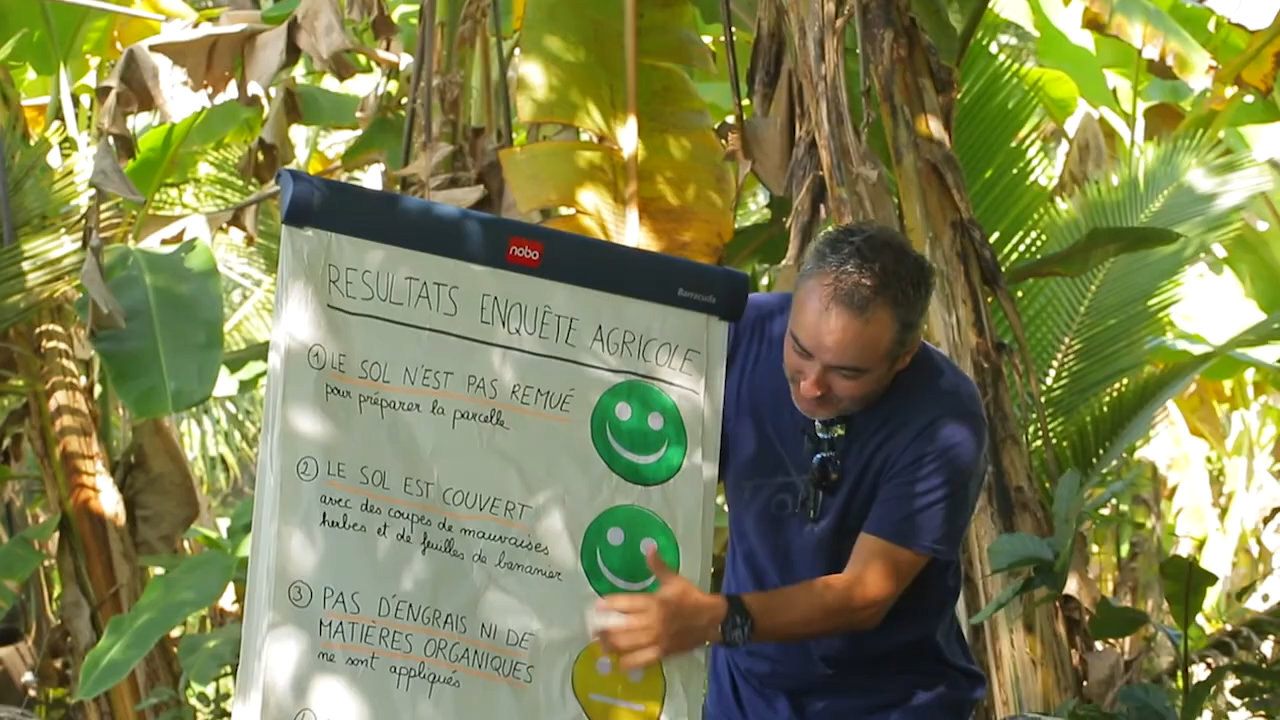 nobo
Barracuda
RESULTATS ENQUÊTE AGRICOLE
① LE SOL N'EST PAS REMUÉ
pour préparer la parcelle
② LE SOL EST COUVERT
avec des coupes de mauvaises
herbes et de feuilles de bananier
③ PAS D'ENGRAIS NI DE
MATIÈRES ORGANIQUES
ne sont appliqués